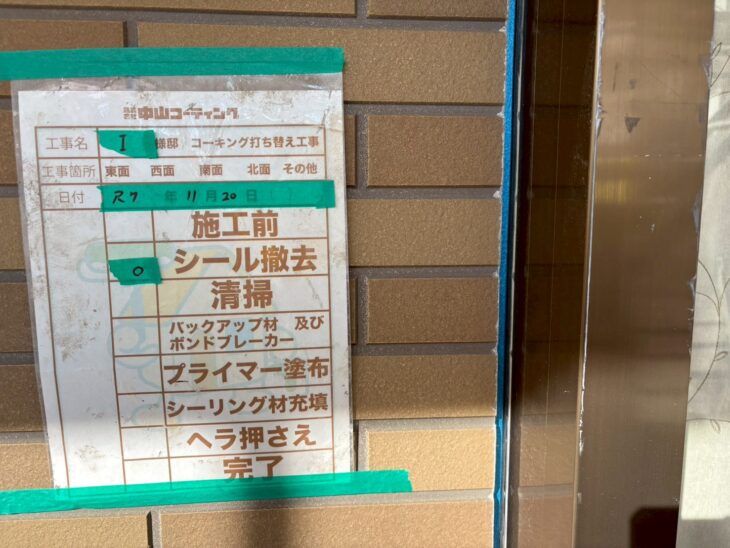 株式会社 中山コーティング
工事名 I 様邸 コーキング打ち替え工事
工事箇所 東面 西面 南面 北面 その他
日付 R7 年 11 月 20 日
施工前
O シール撤去
清掃
バックアップ材 及び
ボンドブレーカー
プライマー塗布
シーリング材充填
ヘラ押さえ
完了